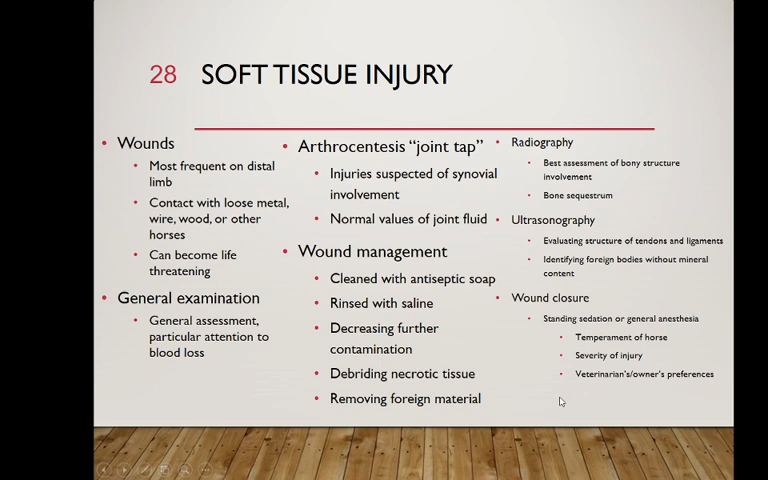 28 SOFT TISSUE INJURY
Wounds
Most frequent on distal
limb
Contact with loose metal,
wire, wood, or other
horses
Can become life
threatening
General examination
General assessment,
particular attention to
blood loss
Arthrocentesis “joint tap”
Injuries suspected of synovial
involvement
Normal values of joint fluid
Wound management
Cleaned with antiseptic soap
Rinsed with saline
Decreasing further
contamination
Debriding necrotic tissue
Removing foreign material
Radiography
Best assessment of bony structure
involvement
Bone sequestrum
Ultrasonography
Evaluating structure of tendons and ligaments
Identifying foreign bodies without mineral
content
Wound closure
Standing sedation or general anesthesia
Temperament of horse
Severity of injury
Veterinarian's/owner's preferences